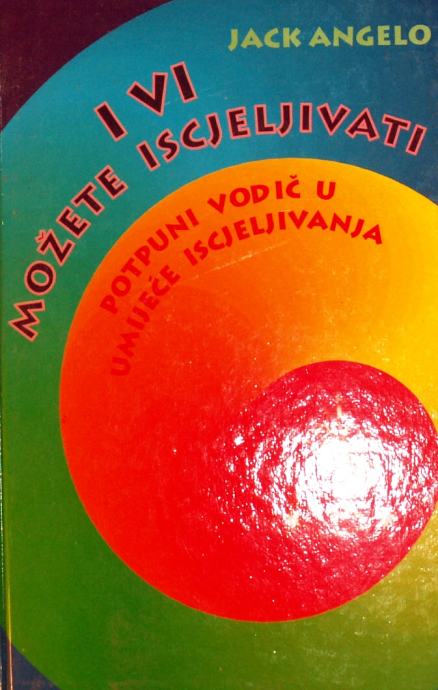 JACK ANGELO
I VI
MOŽETE ISCJELJIVATI
POTPUNI VODIČ U
UMIJEĆE ISCJELJIVANJA